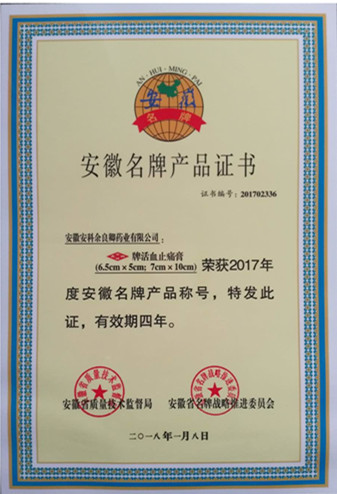 AN-HUI-MING-PAI
安徽
名牌
安徽名牌产品证书
证书编号：201702336
安徽安科余良卿药业有限公司：
牌活血止痛膏
(6.5cm×5cm; 7cm×10cm) 荣获2017年
度安徽名牌产品称号，特发此
证，有效期四年。
安徽省质量技术监督局
安徽省名牌战略推进委员会
二〇一八年一月八日